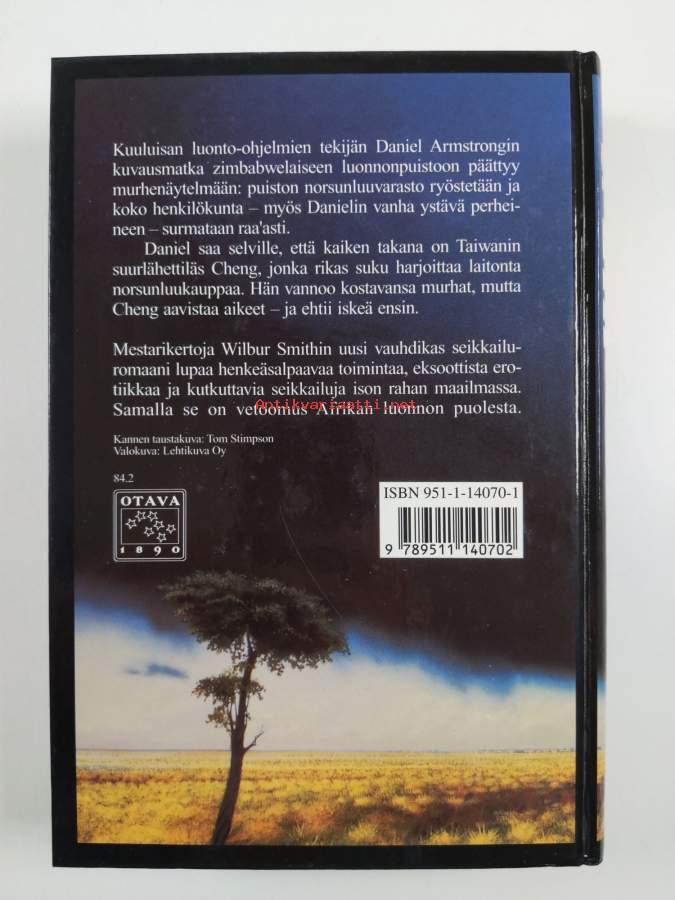 Kuuluisan luonto-ohjelmien tekijän Daniel Armstrongin
kuvausmatka zimbabwelaiseen luonnonpuistoon päättyy
murhenäytelmään: puiston norsunluuvarasto ryöstetään ja
koko henkilökunta – myös Danielin vanha ystävä perhei-
neen – surmataan raa'asti.
Daniel saa selville, että kaiken takana on Taiwanin
suurlähettiläs Cheng, jonka rikas suku harjoittaa laitonta
norsunluukauppaa. Hän vannoo kostavansa murhat, mutta
Cheng aavistaa aikeet – ja ehtii iskeä ensin.
Mestarikertoja Wilbur Smithin uusi vauhdikas seikkailu-
romaani lupaa henkeäsalpaavaa toimintaa, eksoottista ero-
tiikkaa ja kutkuttavia seikkailuja ison rahan maailmassa.
Samalla se on vetoomus Afrikan luonnon puolesta.
Antikvariaatti.net
Kannen taustakuva: Tom Stimpson
Valokuva: Lehtikuva Oy
84.2
OTAVA
1890
ISBN 951-1-14070-1
9 789511 140702